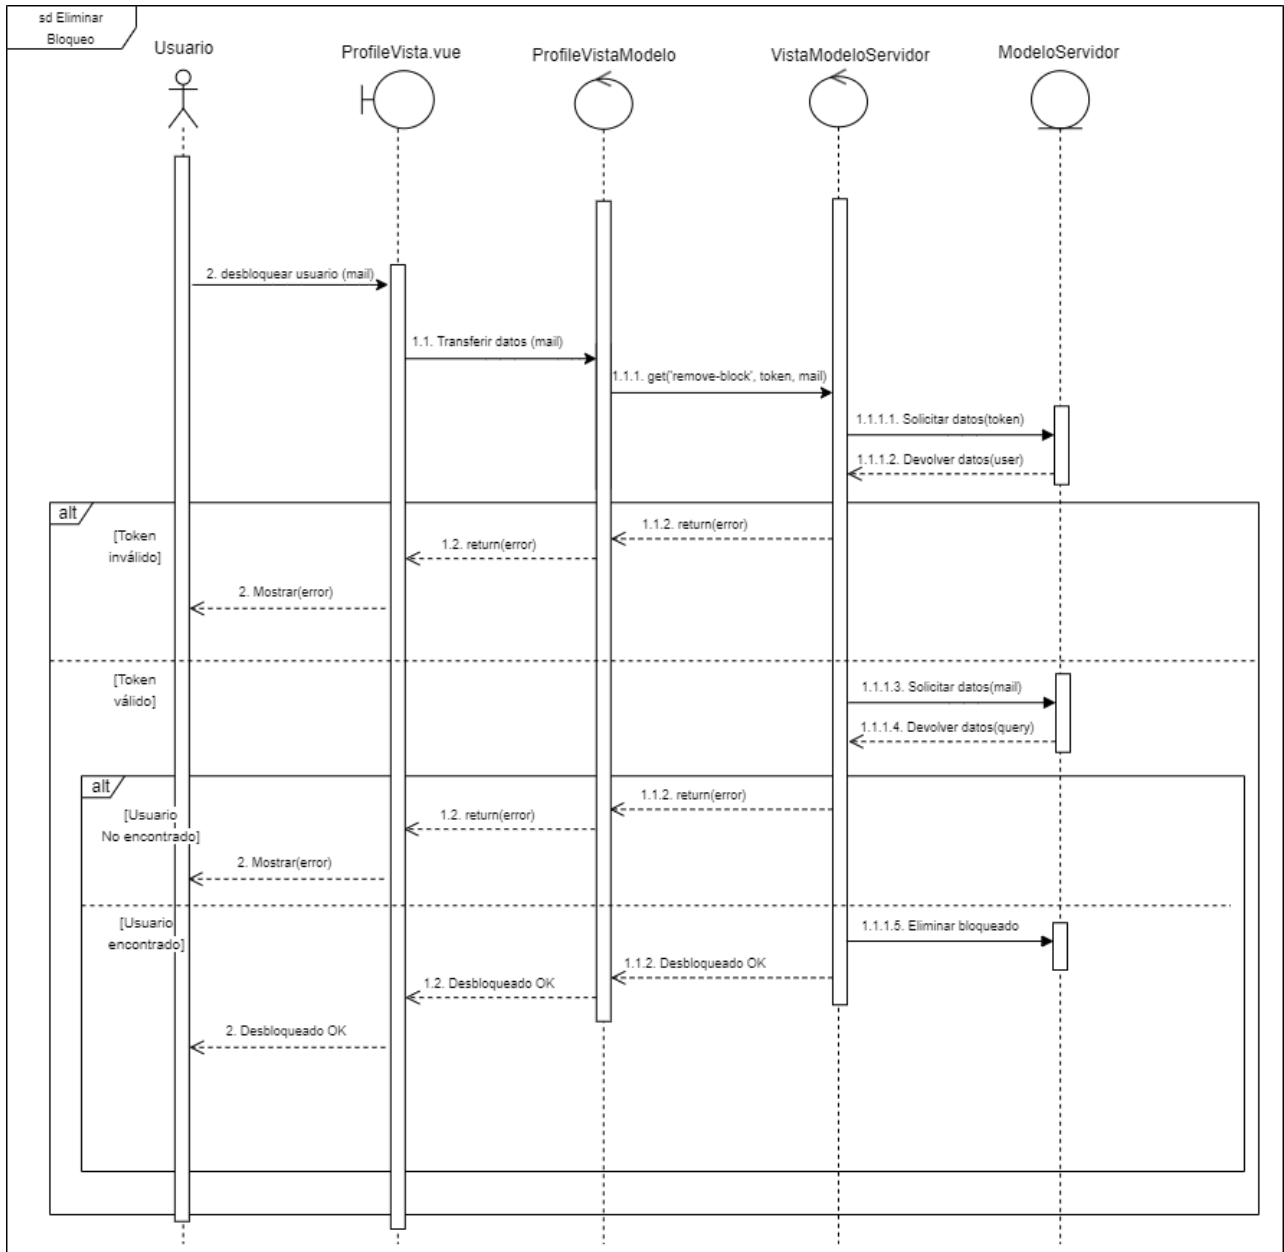 sd Eliminar
Bloqueo
Usuario
ProfileVista.vue
ProfileVistaModelo
VistaModeloServidor
ModeloServidor
2. desbloquear usuario (mail)
1.1. Transferir datos (mail)
1.1.1. get('remove-block', token, mail)
1.1.1.1. Solicitar datos(token)
1.1.1.2. Devolver datos(user)
alt
[Token
inválido]
1.1.2. return(error)
1.2. return(error)
2. Mostrar(error)
[Token
válido]
1.1.1.3. Solicitar datos(mail)
1.1.1.4. Devolver datos(query)
alt
[Usuario
No encontrado]
1.1.2. return(error)
1.2. return(error)
2. Mostrar(error)
[Usuario
encontrado]
1.1.1.5. Eliminar bloqueado
1.1.2. Desbloqueado OK
1.2. Desbloqueado OK
2. Desbloqueado OK